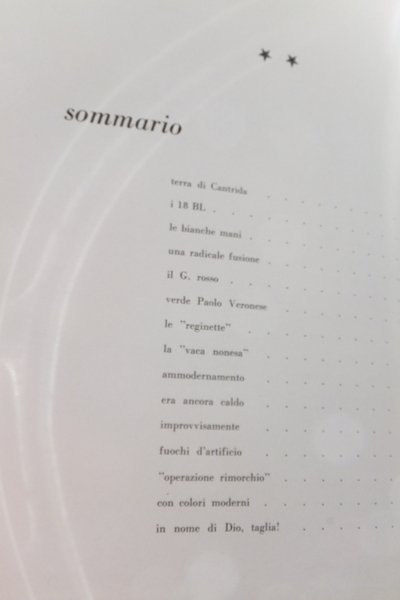 sommario
terra di Cantrida . . . . . .
i 18 BL . . . . . . . .
le bianche mani . . . . . . .
una radicale fusione . . . . . .
il G. rosso . . . . . . .
verde Paolo Veronese . . . . . .
le "reginette" . . . . . . .
la "vaca nonesa" . . . . . .
ammodernamento . . . . . .
era ancora caldo . . . . . .
improvvisamente . . . . . .
fuochi d'artificio . . . . . .
"operazione rimorchio" . . . . . .
con colori moderni . . . . . .
in nome di Dio, taglia! . . . . .